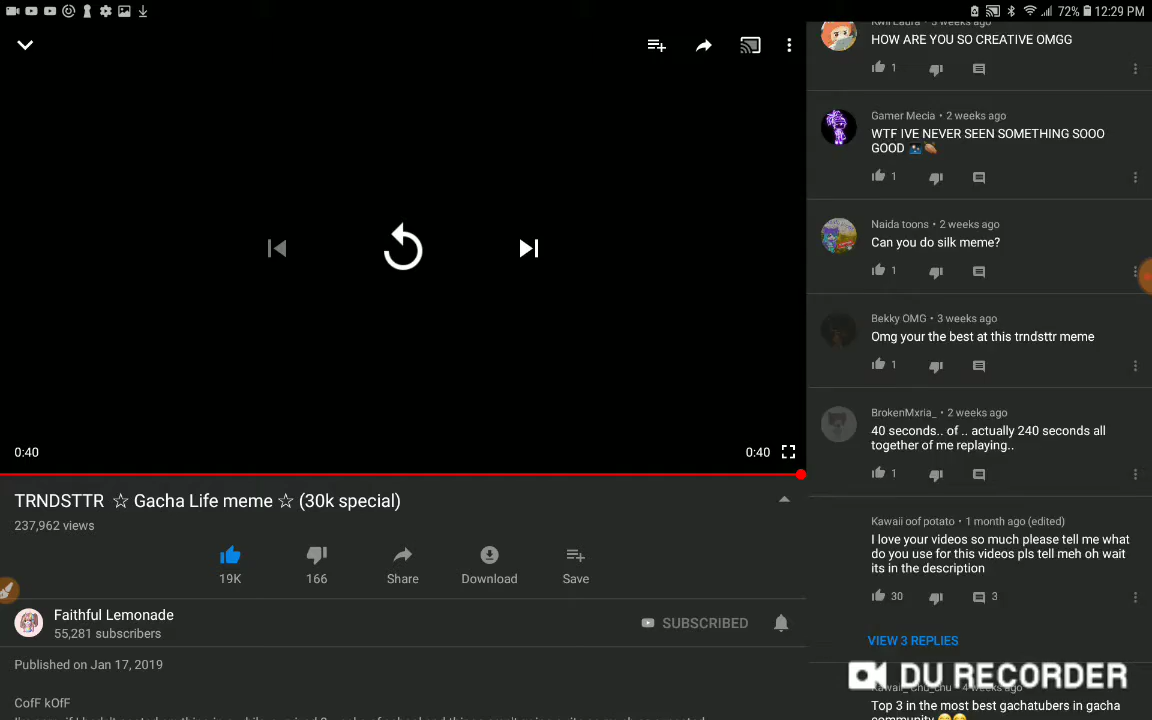 72% 12:29 PM
0:40
0:40
TRNDSTTR ☆ Gacha Life meme ☆ (30k special)
237,962 views
19K
166
Share
Download
Save
Faithful Lemonade
55,281 subscribers
SUBSCRIBED
Published on Jan 17, 2019
CofF kOfF
HOW ARE YOU SO CREATIVE OMGG
1
Gamer Mecia • 2 weeks ago
WTF IVE NEVER SEEN SOMETHING SOOO
GOOD
1
Naida toons • 2 weeks ago
Can you do silk meme?
1
Bekky OMG • 3 weeks ago
Omg your the best at this trndsttr meme
1
BrokenMxria_ • 2 weeks ago
40 seconds.. of .. actually 240 seconds all
together of me replaying..
1
Kawaii oof potato • 1 month ago (edited)
I love your videos so much please tell me what
do you use for this videos pls tell meh oh wait
its in the description
30
3
VIEW 3 REPLIES
DU RECORDER
Top 3 in the most best gachatubers in gacha
community